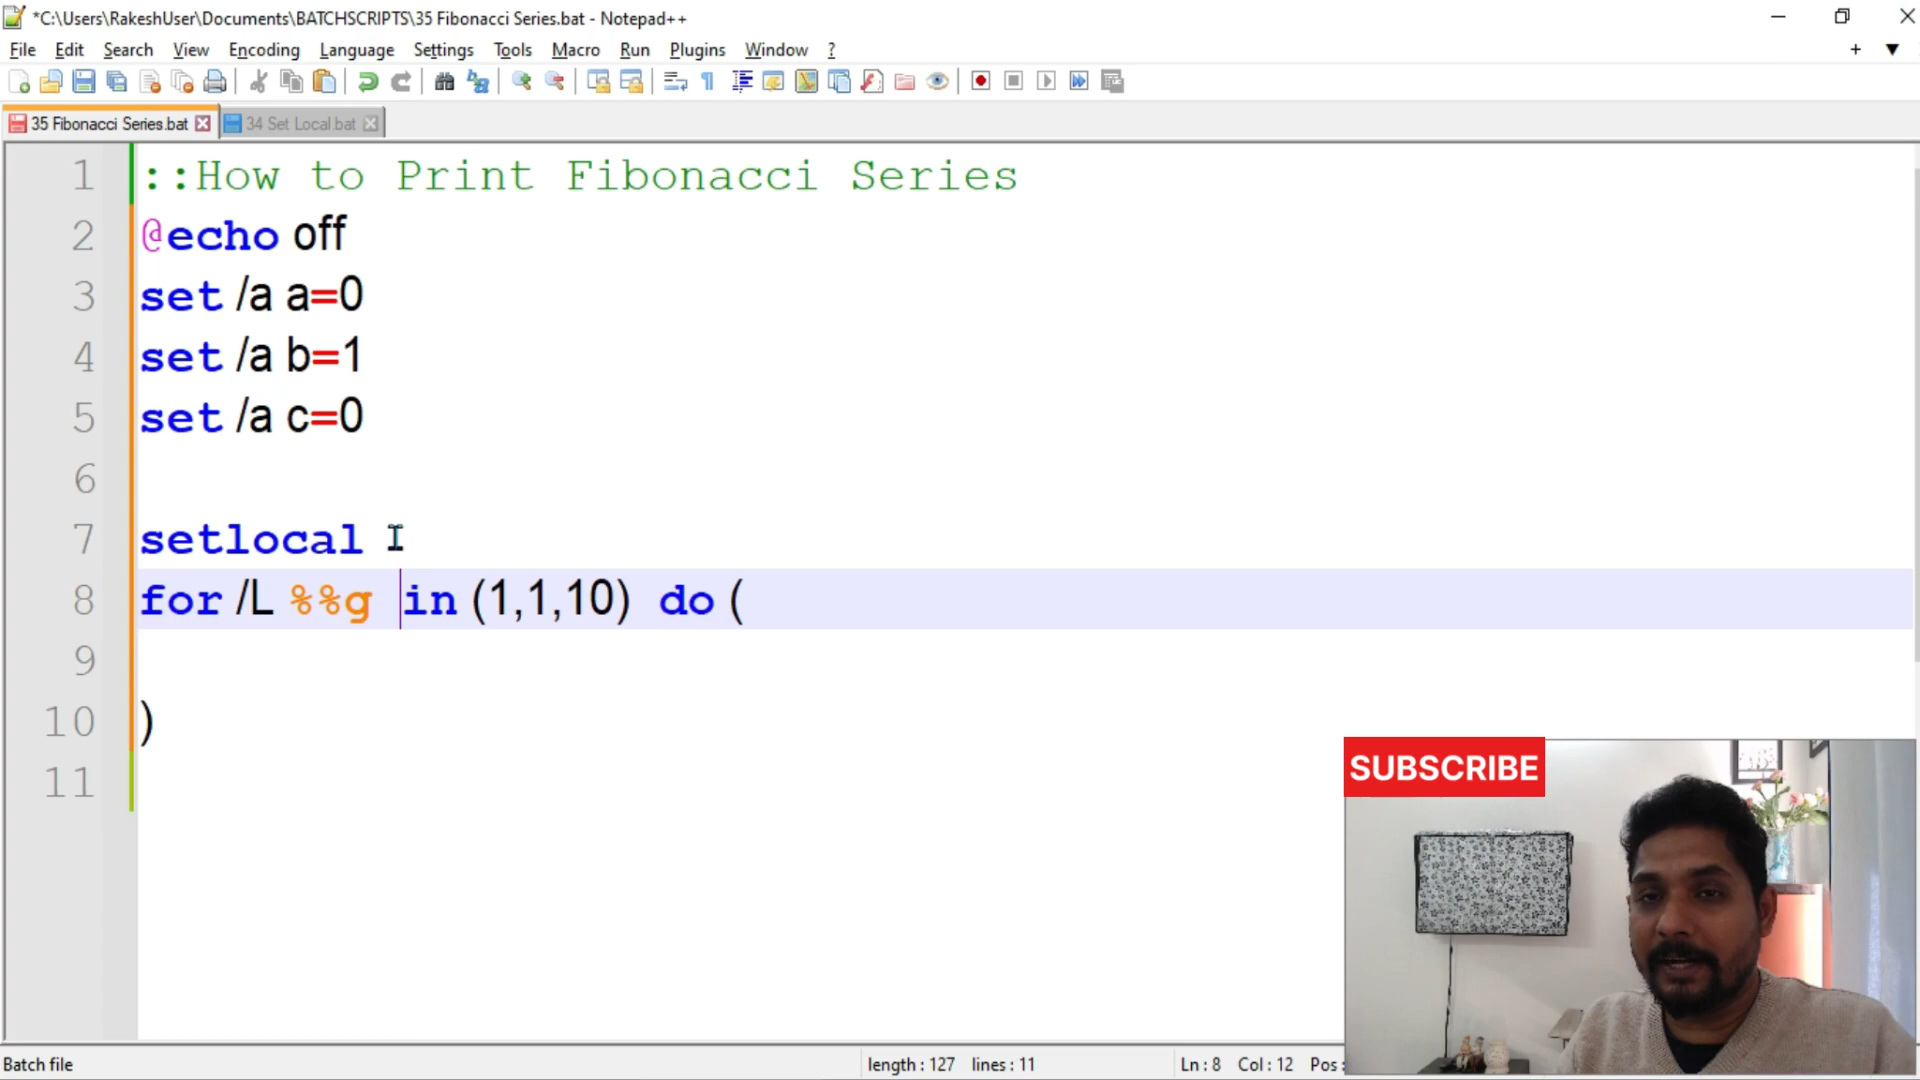 *C:\Users\RakeshUser\Documents\BATCHSCRIPTS\35 Fibonacci Series.bat - Notepad++
File Edit Search View Encoding Language Settings Tools Macro Run Plugins Window ?
35 Fibonacci Series.bat 34 Set Local.bat
1 ::How to Print Fibonacci Series
2 @echo off
3 set /a a=0
4 set /a b=1
5 set /a c=0
6
7 setlocal
8 for /L %%g in (1,1,10) do (
9
10 )
11
SUBSCRIBE
Batch file length : 127 lines : 11 Ln : 8 Col : 12 Pos :